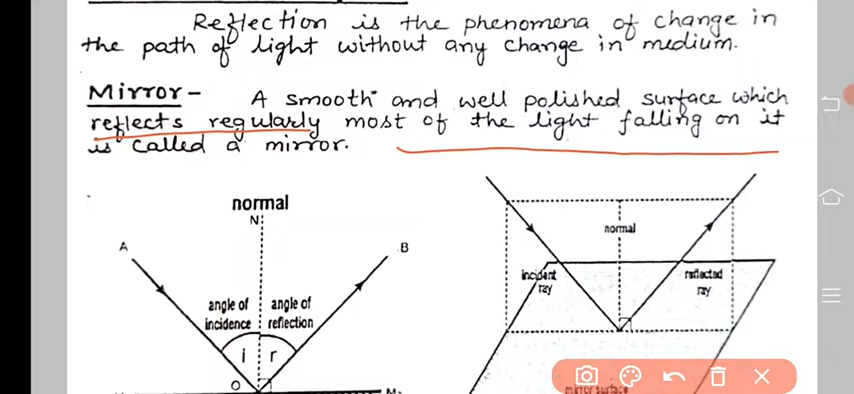 Reflection is the phenomena of change in
the path of light without any change in medium.
Mirror - A smooth and well polished surface which
reflects regularly most of the light falling on it
is called a mirror.
normal
N
A
B
angle of incidence
angle of reflection
i
r
O
normal
incident ray
reflected ray
mirror surface